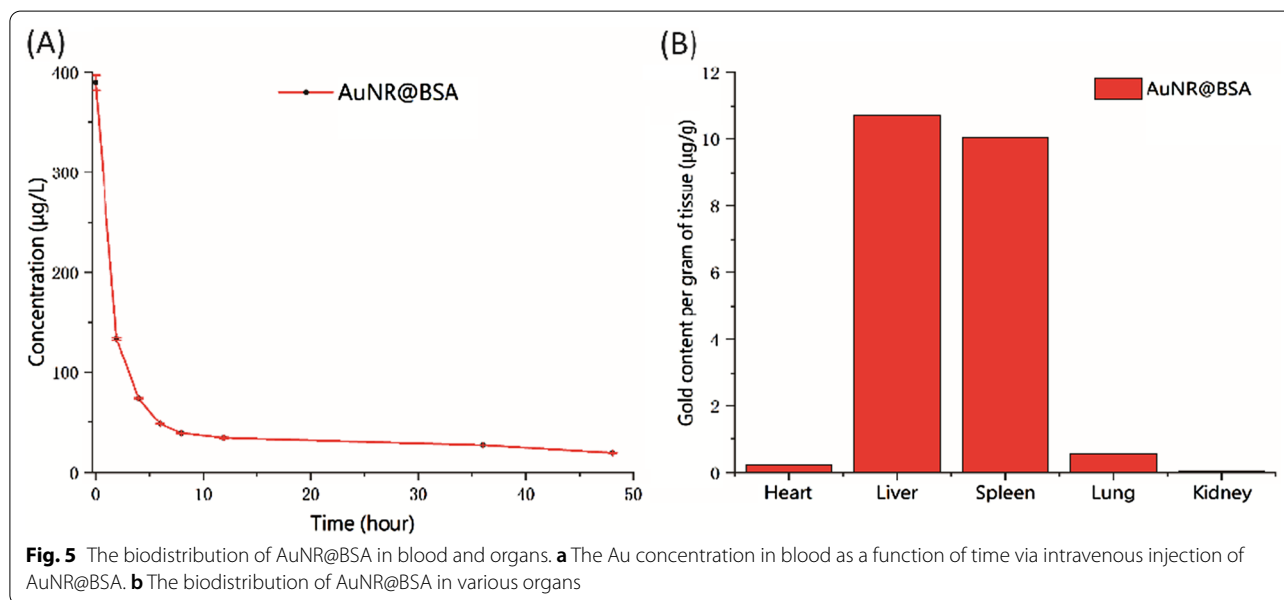 (A)
AuNR@BSA
Concentration (µg/L)
400
300
200
100
0
0 10 20 30 40 50
Time (hour)
(B)
AuNR@BSA
Gold content per gram of tissue (µg/g)
12
10
8
6
4
2
0
Heart Liver Spleen Lung Kidney
Fig. 5 The biodistribution of AuNR@BSA in blood and organs. a The Au concentration in blood as a function of time via intravenous injection of
AuNR@BSA. b The biodistribution of AuNR@BSA in various organs